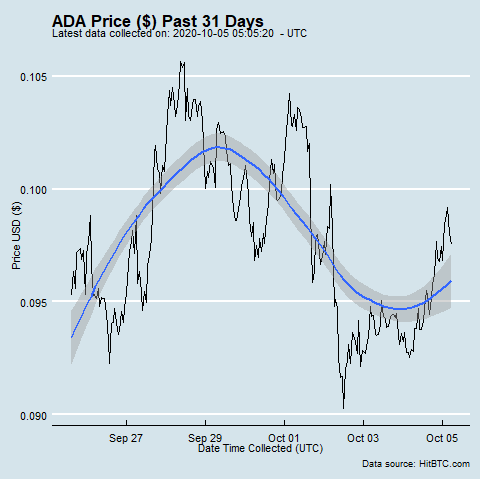 ADA Price ($) Past 31 Days
Latest data collected on: 2020-10-05 05:05:20 - UTC
0.105
0.100
0.095
0.090
Price USD ($)
Sep 27 Sep 29 Oct 01 Oct 03 Oct 05
Date Time Collected (UTC)
Data source: HitBTC.com